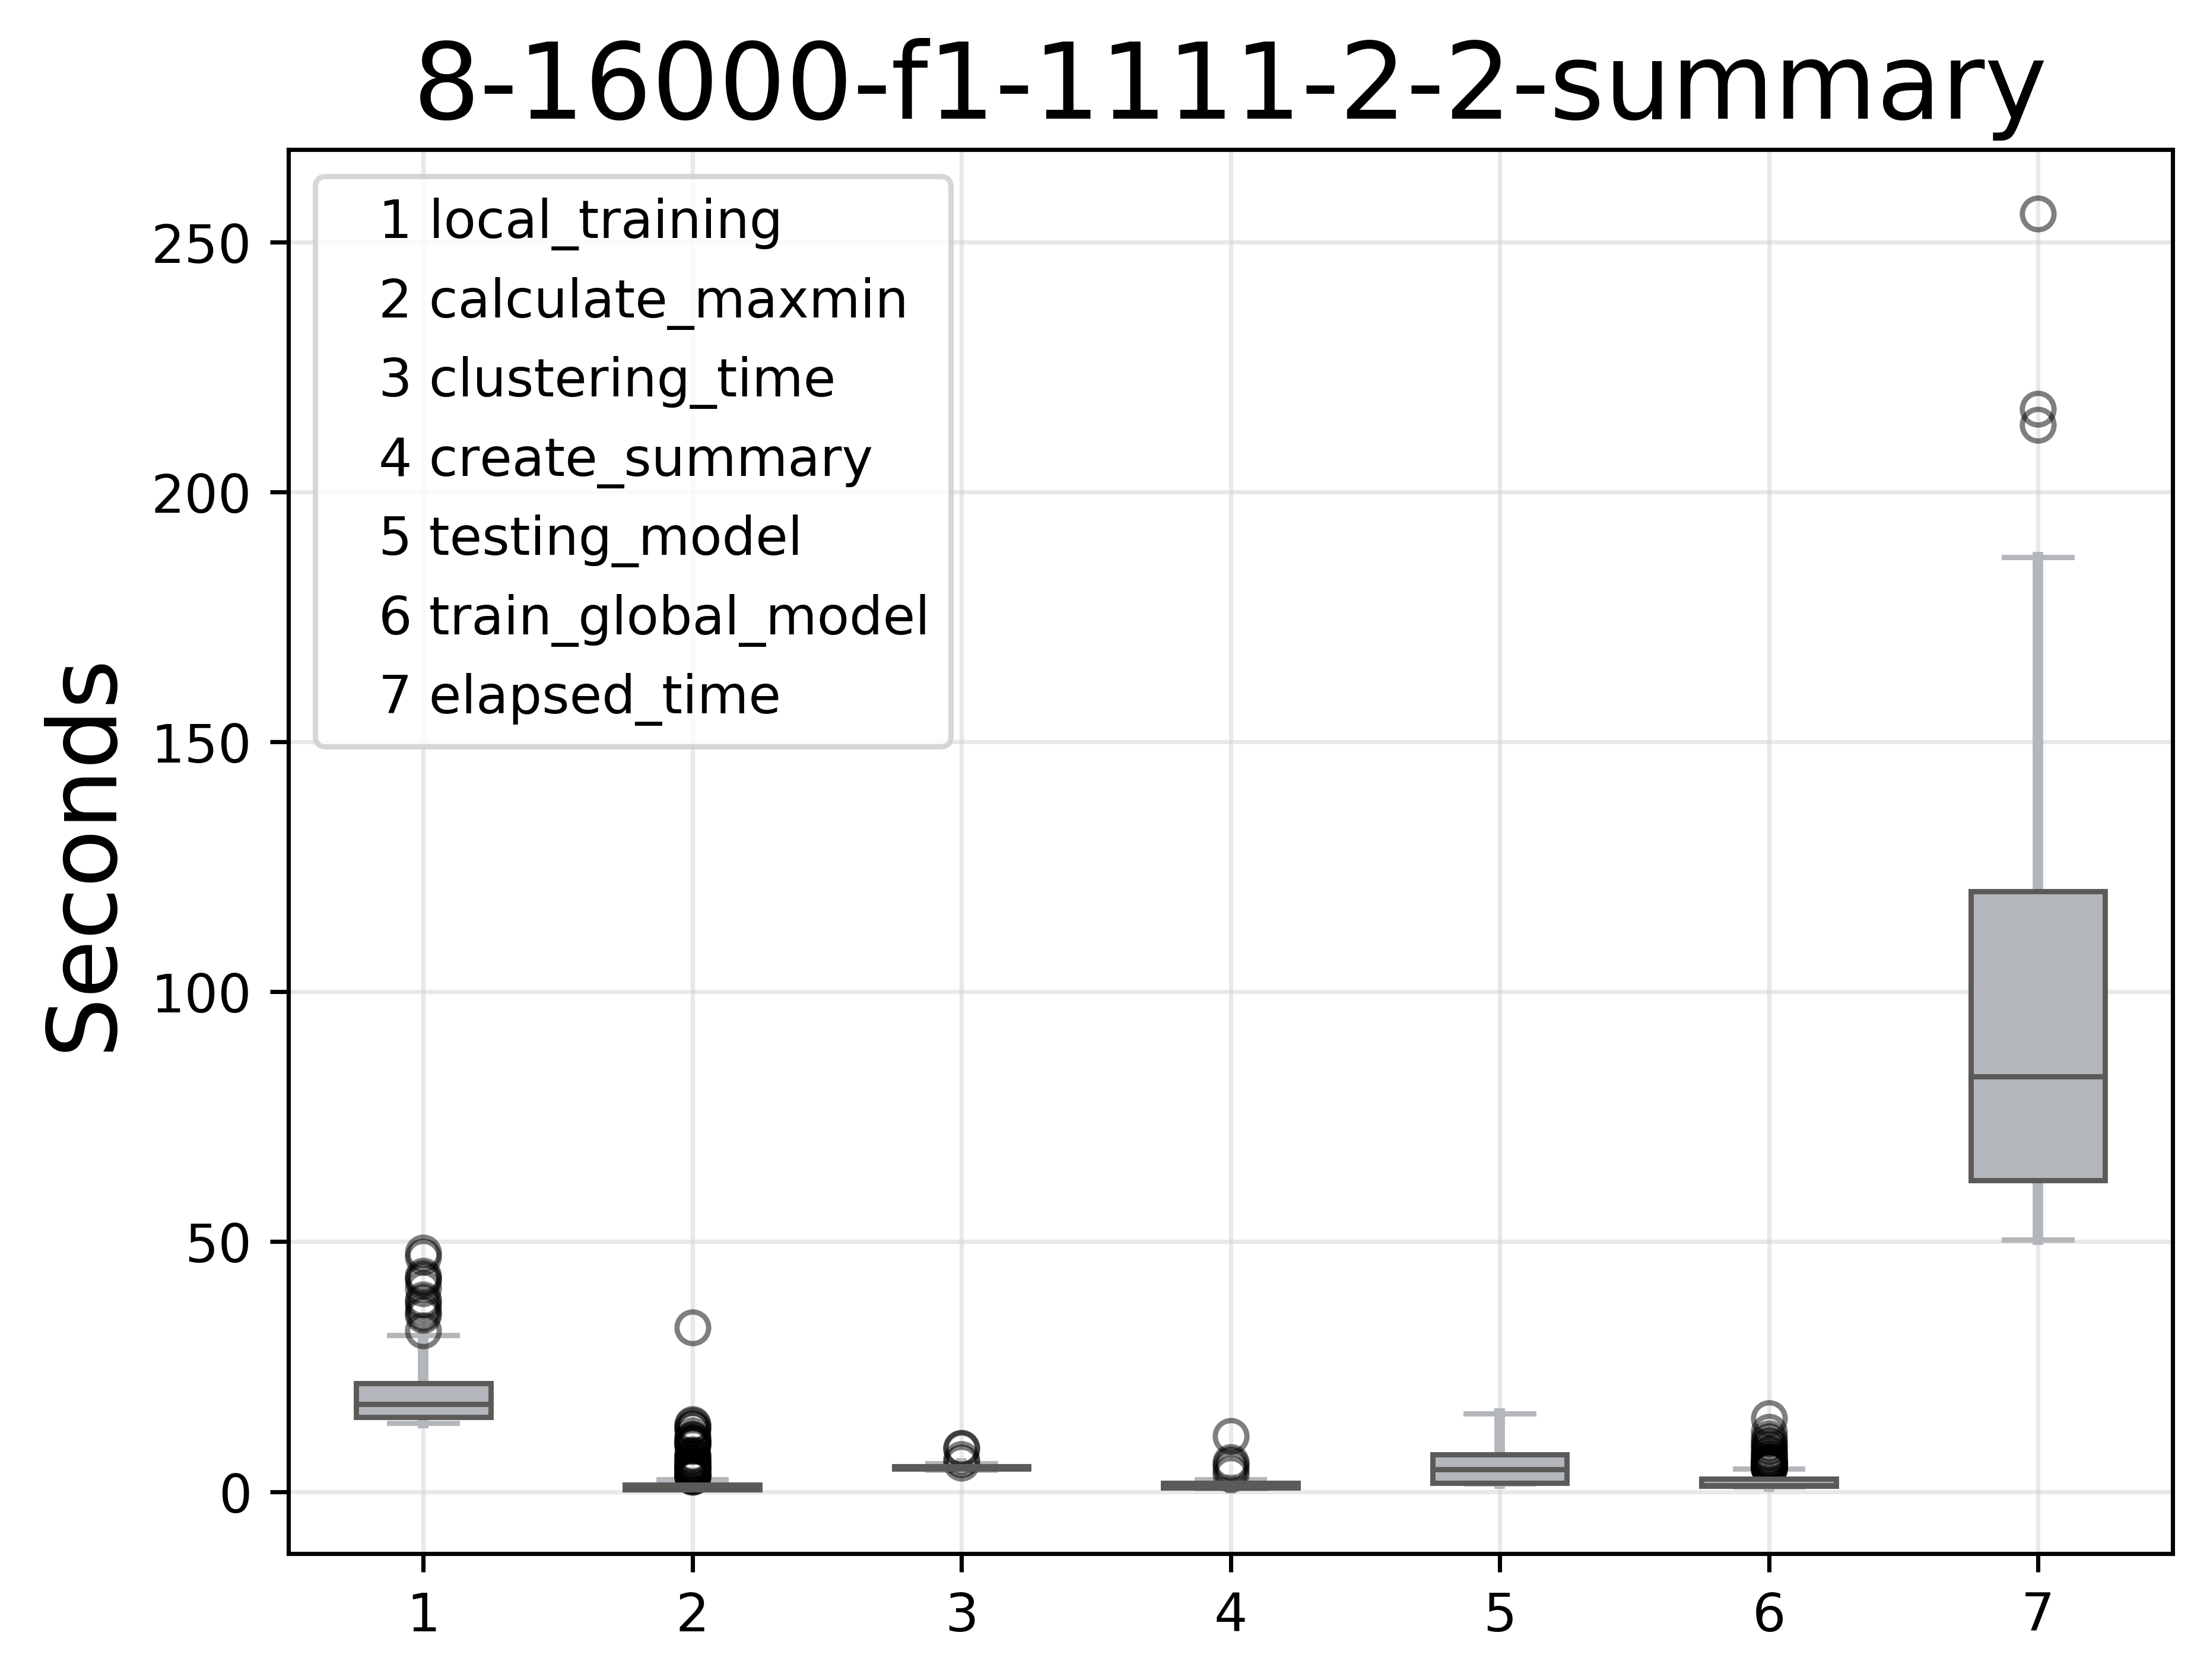 8-16000-f1-1111-2-2-summary
1 local_training
2 calculate_maxmin
3 clustering_time
4 create_summary
5 testing_model
6 train_global_model
7 elapsed_time
Seconds
250
200
150
100
50
0
1 2 3 4 5 6 7